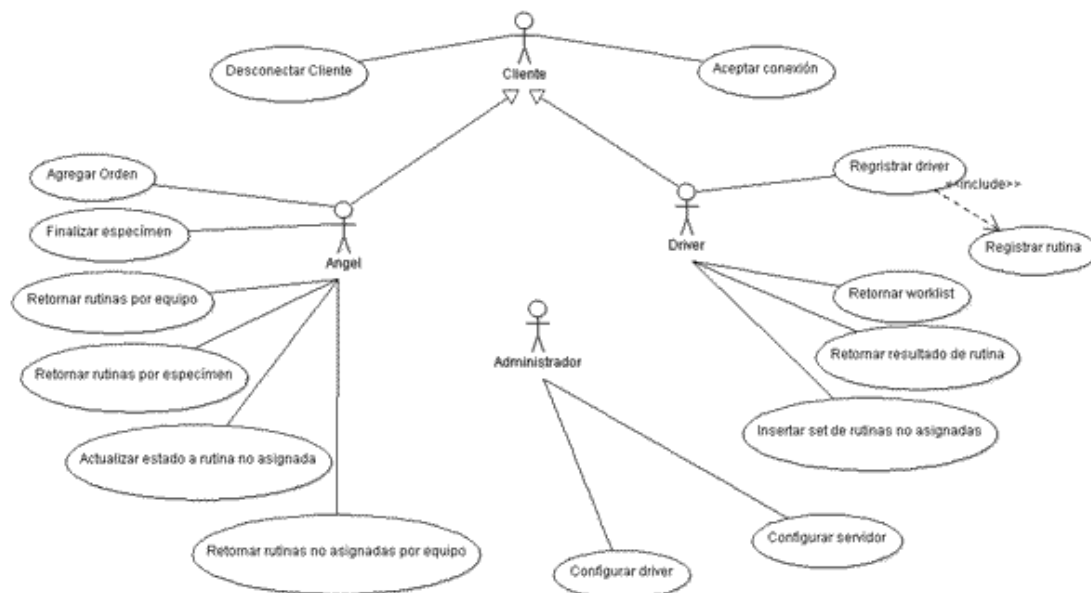 Desconectar Cliente
Cliente
Aceptar conexión
Agregar Orden
Regristrar driver
<<include>>
Finalizar especímen
Angel
Driver
Registrar rutina
Retornar rutinas por equipo
Retornar worklist
Administrador
Retornar rutinas por especímen
Retornar resultado de rutina
Insertar set de rutinas no asignadas
Actualizar estado a rutina no asignada
Configurar servidor
Retornar rutinas no asignadas por equipo
Configurar driver